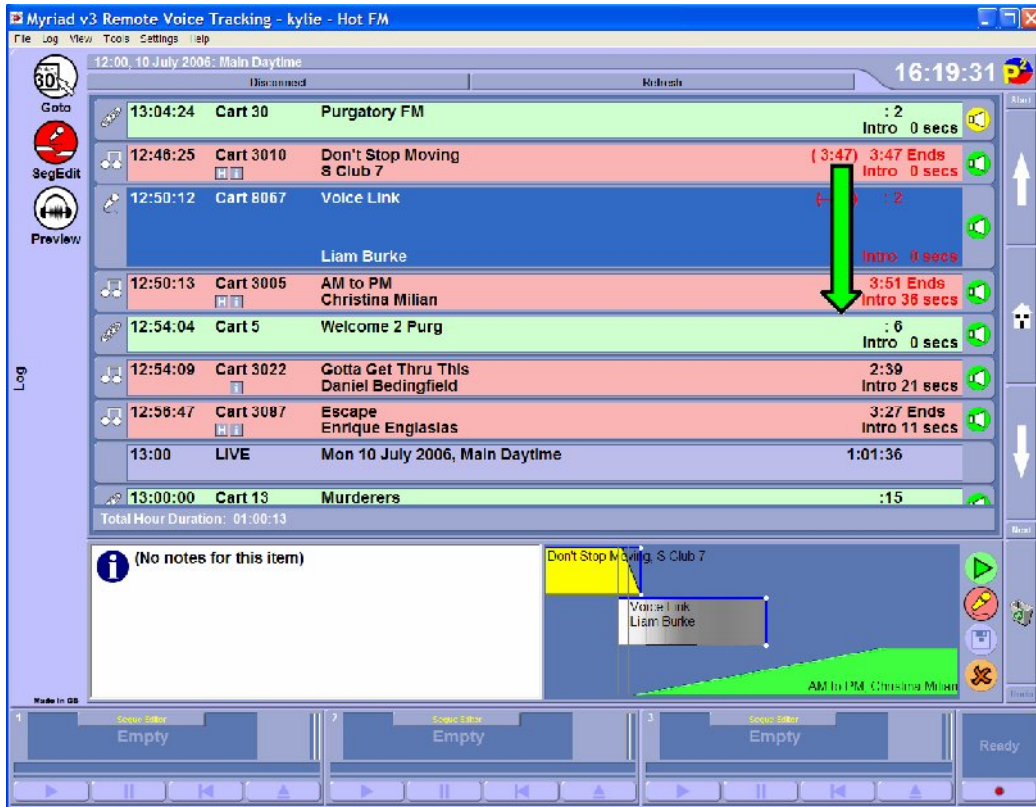 Myriad v3 Remote Voice Tracking - kylie - Hot FM
File Log View Tools Settings Help
12:00, 10 July 2006: Main Daytime
16:19:31
Disconnect Refresh
30
Goto
SegEdit
Preview
Log
Made in GB
13:04:24 Cart 30 Purgatory FM : 2
Intro 0 secs
12:46:25 Cart 3010 Don't Stop Moving ( 3:47) 3:47 Ends
H i S Club 7 Intro 0 secs
12:50:12 Cart 8067 Voice Link : 2
Liam Burke Intro 0 secs
12:50:13 Cart 3005 AM to PM 3:51 Ends
H i Christina Milian Intro 36 secs
12:54:04 Cart 5 Welcome 2 Purg : 6
Intro 0 secs
12:54:09 Cart 3022 Gotta Get Thru This 2:39
i Daniel Bedingfield Intro 21 secs
12:56:47 Cart 3087 Escape 3:27 Ends
H i Enrique Englasias Intro 11 secs
13:00 LIVE Mon 10 July 2006, Main Daytime 1:01:36
13:00:00 Cart 13 Murderers :15
Total Hour Duration: 01:00:13
Next
(No notes for this item)
Don't Stop Moving, S Club 7
Voice Link
Liam Burke
AM to PM, Christina Milian
1 Segue Editor
Empty
2 Segue Editor
Empty
3 Segue Editor
Empty
Ready